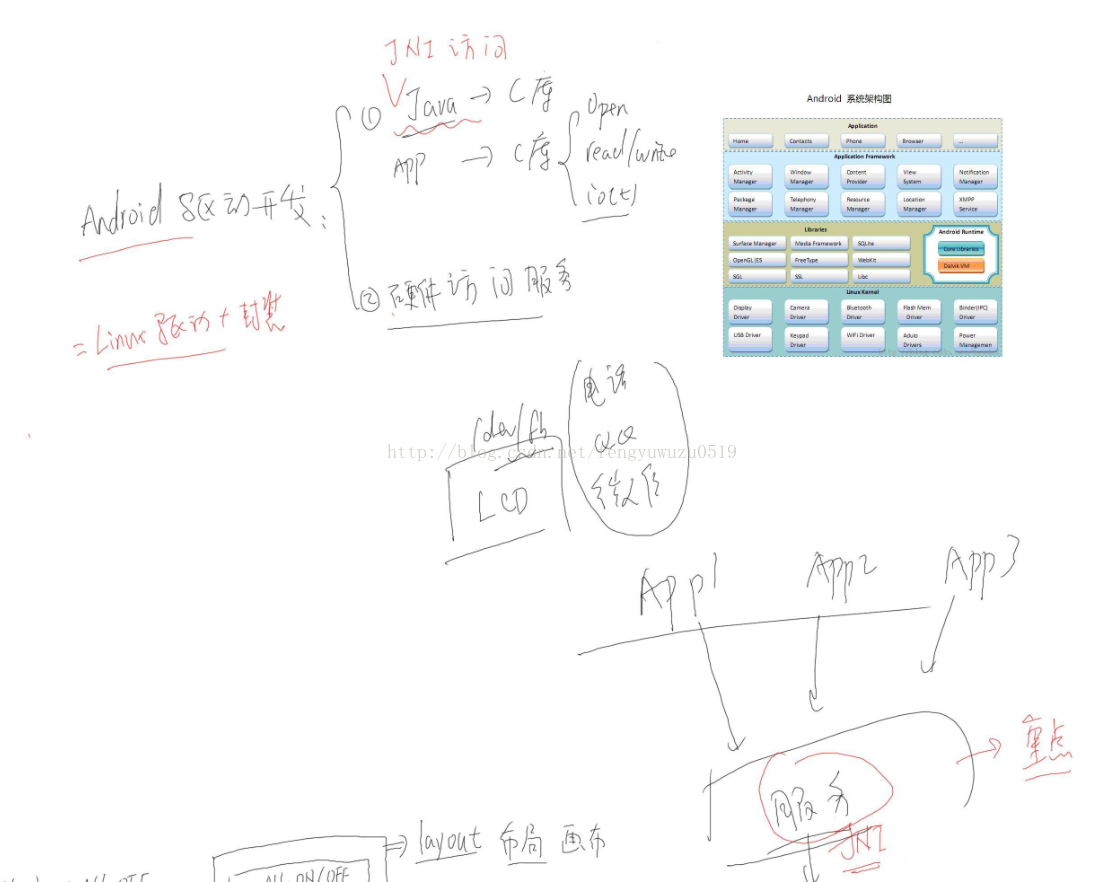 JNI 访问
① Java → C库
APP → C库
open
read/write
ioctl
Android 驱动开发:
② 硬件访问服务
= Linux 驱动 + 封装
Android 系统架构图
Application
Home Contacts Phone Browser ...
Application Framework
Activity Manager Window Manager Content Provider View System Notification Manager
Package Manager Telephony Manager Resource Manager Location Manager XMPP Service
Libraries
Android Runtime
Surface Manager Media Framework SQLite
Core Libraries
OpenGL|ES FreeType WebKit
Dalvik VM
SGL SSL Libc
Linux Kernel
Display Driver Camera Driver Bluetooth Driver Flash Mem Driver Binder(IPC) Driver
USB Driver Keypad Driver WiFi Driver Aduio Drivers Power Managemen
/dev/fb
LCD
电话
QQ
微信
http://blog.csdn.net/fengyuwuzu0519
App1 App2 App3
服务
JNI
→ 重点
⇒ layout 布局 画布
ALL ON/OFF